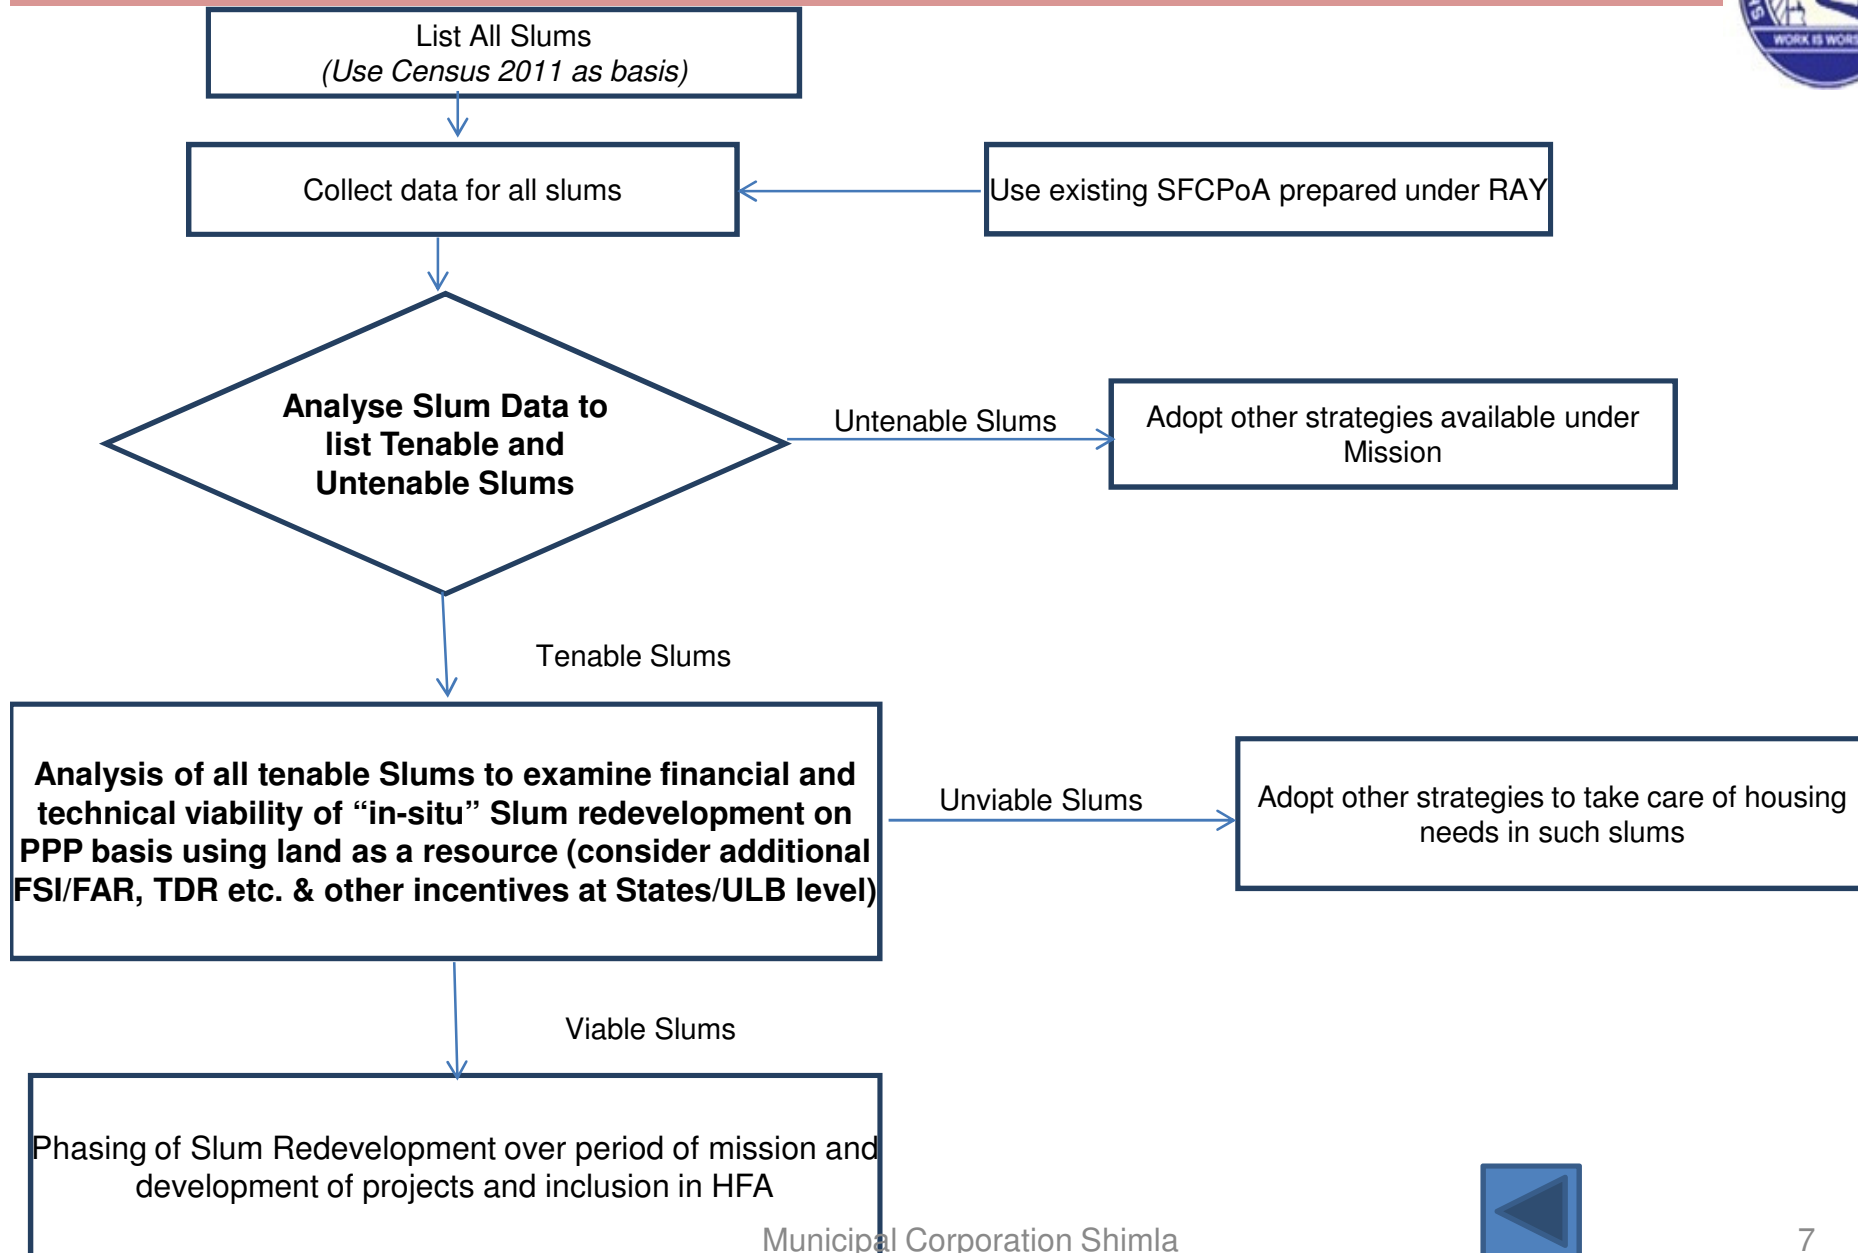 List All Slums
(Use Census 2011 as basis)
Collect data for all slums
Use existing SFCPoA prepared under RAY
Analyse Slum Data to
list Tenable and
Untenable Slums
Untenable Slums
Adopt other strategies available under
Mission
Tenable Slums
Analysis of all tenable Slums to examine financial and
technical viability of “in-situ” Slum redevelopment on
PPP basis using land as a resource (consider additional
FSI/FAR, TDR etc. & other incentives at States/ULB level)
Unviable Slums
Adopt other strategies to take care of housing
needs in such slums
Viable Slums
Phasing of Slum Redevelopment over period of mission and
development of projects and inclusion in HFA
Municipal Corporation Shimla
7
WORK IS